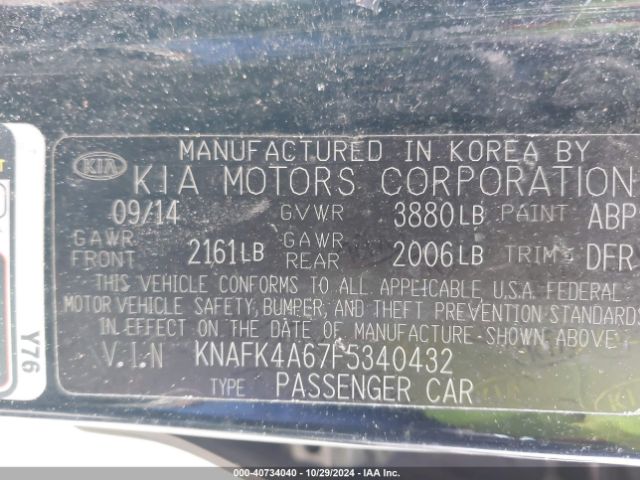 MANUFACTURED IN KOREA BY
KIA KIA MOTORS CORPORATION
09/14 GVWR 3880LB PAINT ABP
GAWR FRONT 2161LB GAWR REAR 2006LB TRIM DFR
THIS VEHICLE CONFORMS TO ALL APPLICABLE U.S.A. FEDERAL
MOTOR VEHICLE SAFETY, BUMPER, AND THEFT PREVENTION STANDARDS
IN EFFECT ON THE DATE OF MANUFACTURE SHOWN ABOVE.
V.I.N KNAFK4A67F5340432
TYPE PASSENGER CAR
Y76
000-40734040 • 10/29/2024 • IAAI.COM